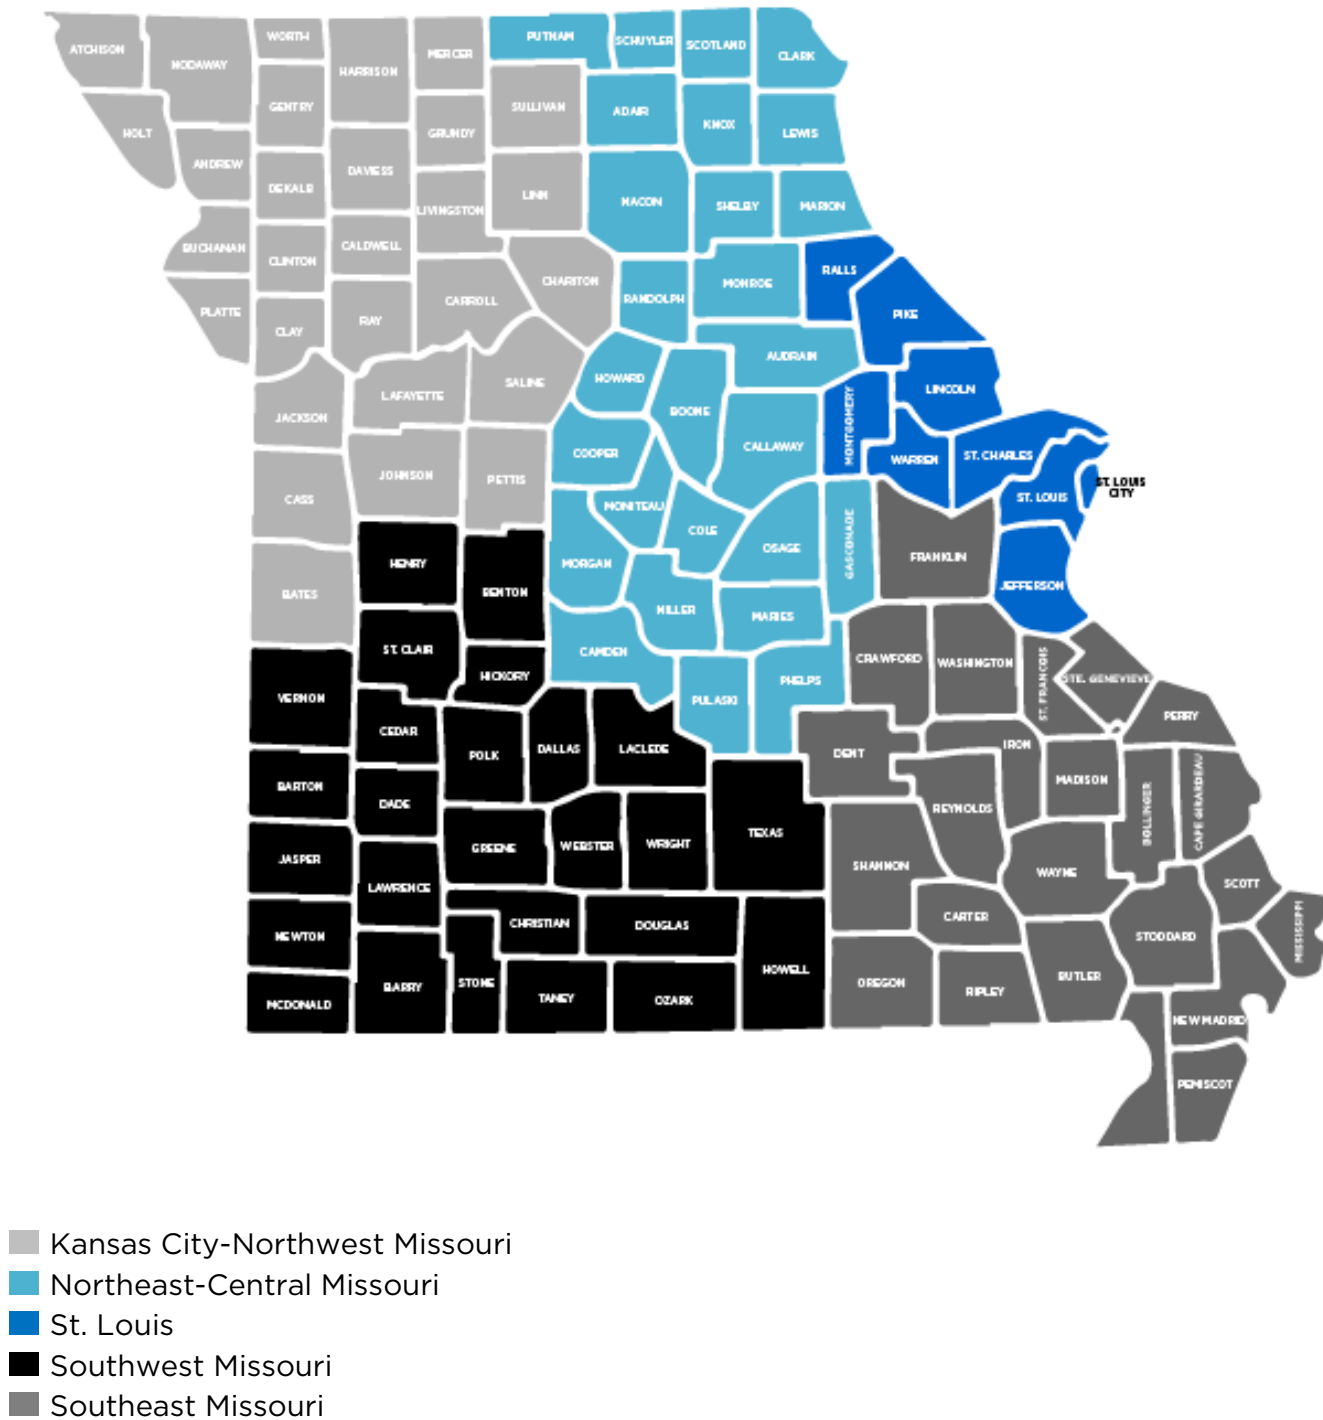 ATCHISON
NODAWAY
WORTH
HARRISON
MERCER
PUTNAM
SCHUYLER
SCOTLAND
CLARK
HOLT
ANDREW
GENTRY
GRUNDY
SULLIVAN
ADAIR
KNOX
LEWIS
DEKALB
DAVIESS
LIVINGSTON
LINN
MACON
SHELBY
MARION
BUCHANAN
CLINTON
CALDWELL
CHARITON
RANDOLPH
MONROE
RALLS
PLATTE
CLAY
RAY
CARROLL
PIKE
AUDRAIN
JACKSON
LAFAYETTE
SALINE
HOWARD
BOONE
CALLAWAY
MONTGOMERY
LINCOLN
WARREN
ST. CHARLES
ST. LOUIS
ST. LOUIS
CITY
CASS
JOHNSON
PETTIS
COOPER
MONITEAU
COLE
OSAGE
GASCONADE
FRANKLIN
JEFFERSON
BATES
HENRY
BENTON
MORGAN
MILLER
MARIES
ST. CLAIR
HICKORY
CAMDEN
PULASKI
PHELPS
CRAWFORD
WASHINGTON
ST. FRANCOIS
STE. GENEVIEVE
PERRY
VERNON
CEDAR
POLK
DALLAS
LACLEDE
DENT
IRON
MADISON
BOLLINGER
CAPE GIRARDEAU
BARTON
DADE
GREENE
WEBSTER
WRIGHT
TEXAS
SHANNON
REYNOLDS
WAYNE
SCOTT
MISSISSIPPI
JASPER
LAWRENCE
CHRISTIAN
DOUGLAS
HOWELL
CARTER
STODDARD
NEWTON
BARRY
STONE
TANEY
OZARK
OREGON
RIPLEY
BUTLER
NEW MADRID
MCDONALD
PEMISCOT
Kansas City-Northwest Missouri
Northeast-Central Missouri
St. Louis
Southwest Missouri
Southeast Missouri